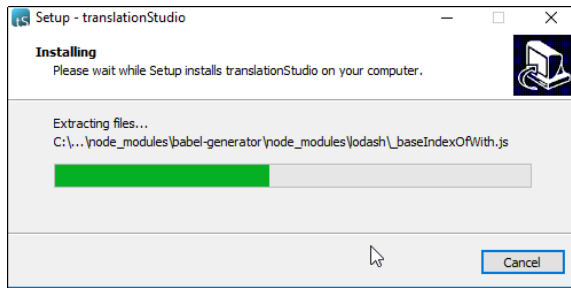 tS Setup - translationStudio
Installing
Please wait while Setup installs translationStudio on your computer.
Extracting files...
C:\...\node_modules\babel-generator\node_modules\lodash\_baseIndexOfWith.js
Cancel